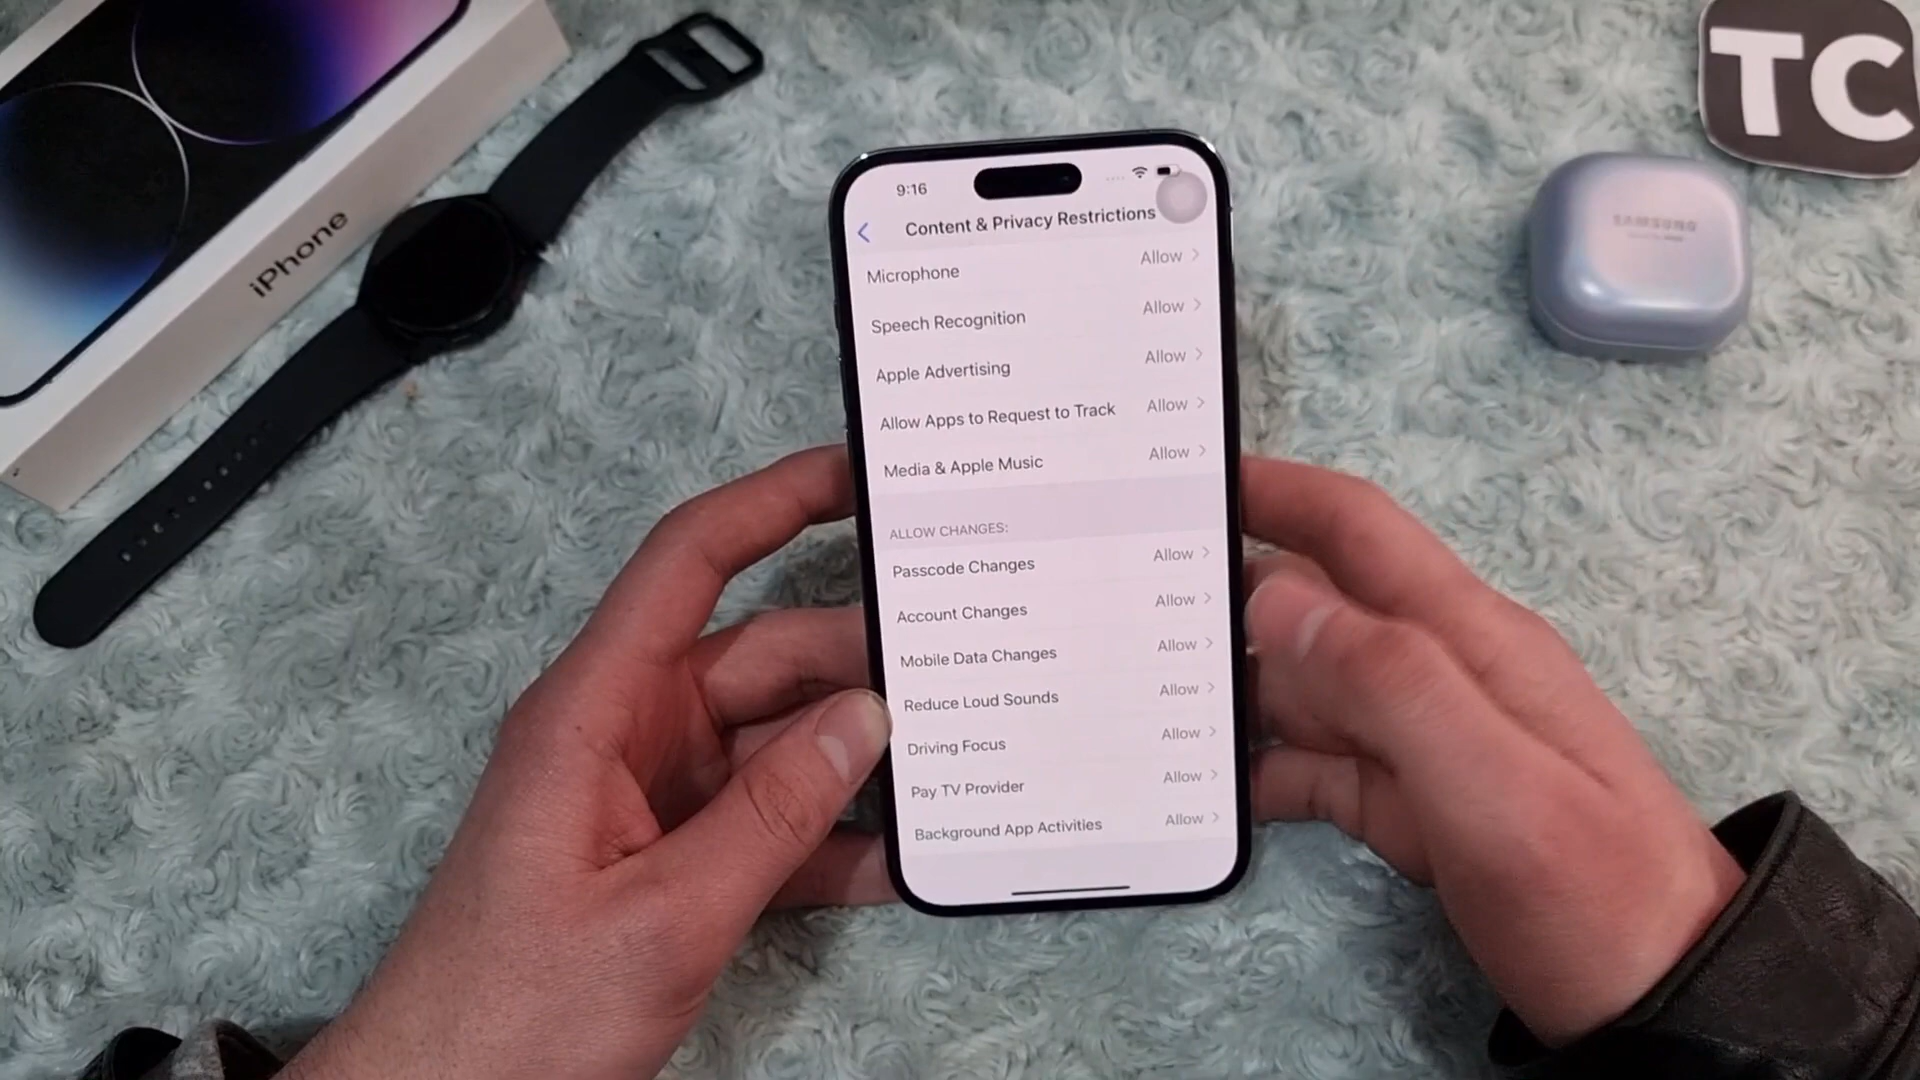 TC
iPhone
SAMSUNG
9:16
Content & Privacy Restrictions
Microphone Allow
Speech Recognition Allow
Apple Advertising Allow
Allow Apps to Request to Track Allow
Media & Apple Music Allow
ALLOW CHANGES:
Passcode Changes Allow
Account Changes Allow
Mobile Data Changes Allow
Reduce Loud Sounds Allow
Driving Focus Allow
Pay TV Provider Allow
Background App Activities Allow